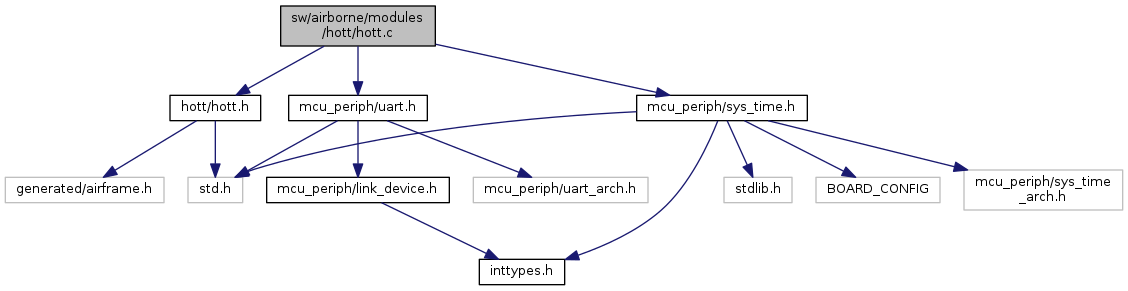 sw/airborne/modules
/hott/hott.c
hott/hott.h
mcu_periph/uart.h
mcu_periph/sys_time.h
generated/airframe.h
std.h
mcu_periph/link_device.h
mcu_periph/uart_arch.h
stdlib.h
BOARD_CONFIG
mcu_periph/sys_time
_arch.h
inttypes.h